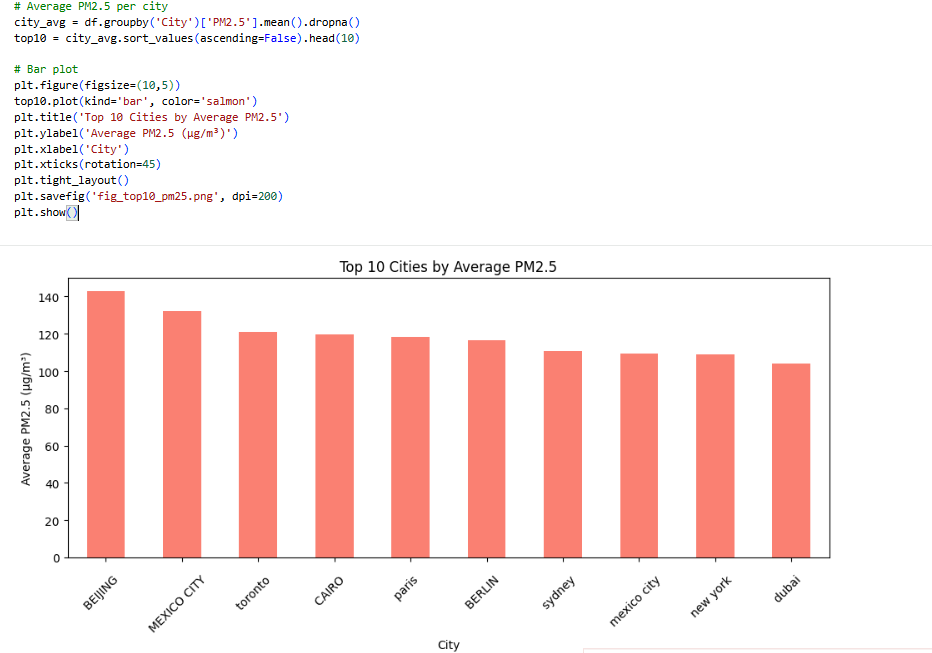 # Average PM2.5 per city
city_avg = df.groupby('City')['PM2.5'].mean().dropna()
top10 = city_avg.sort_values(ascending=False).head(10)
# Bar plot
plt.figure(figsize=(10,5))
top10.plot(kind='bar', color='salmon')
plt.title('Top 10 Cities by Average PM2.5')
plt.ylabel('Average PM2.5 (µg/m³)')
plt.xlabel('City')
plt.xticks(rotation=45)
plt.tight_layout()
plt.savefig('fig_top10_pm25.png', dpi=200)
plt.show()
Top 10 Cities by Average PM2.5
Average PM2.5 (µg/m³)
140
120
100
80
60
40
20
0
BEIJING
MEXICO CITY
toronto
CAIRO
paris
BERLIN
sydney
mexico city
new york
dubai
City